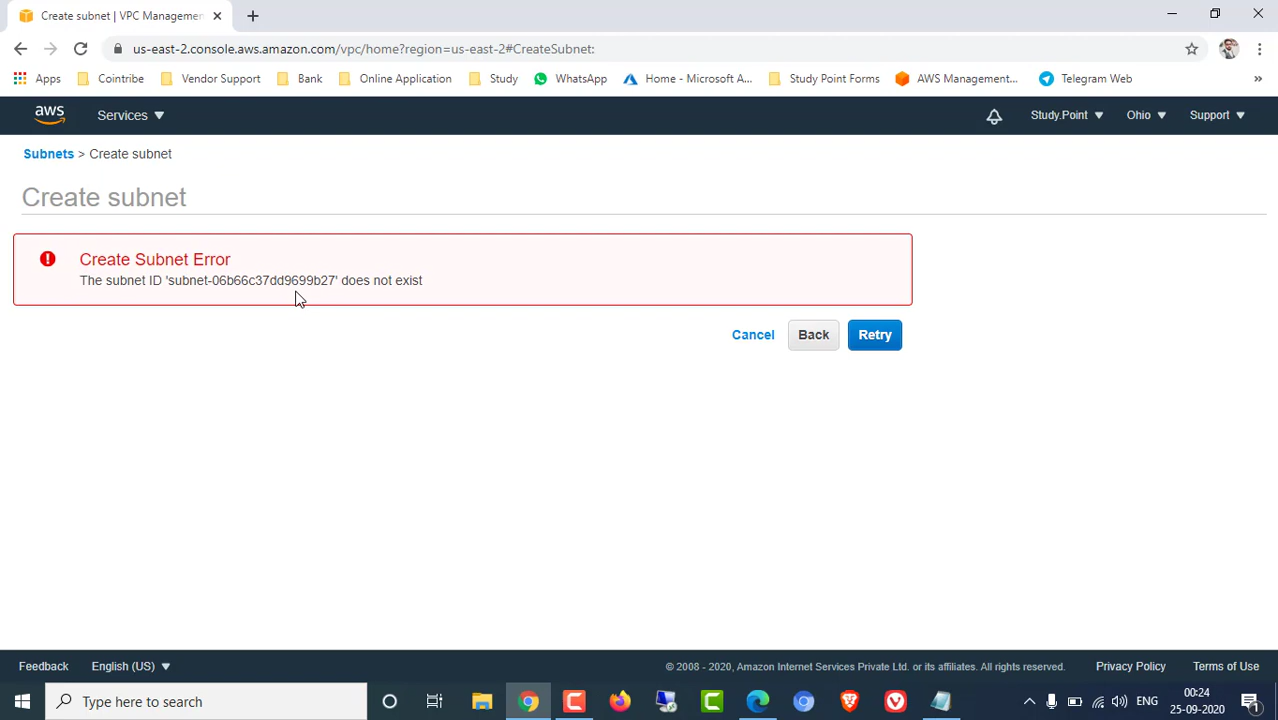 Create subnet | VPC Managemen
us-east-2.console.aws.amazon.com/vpc/home?region=us-east-2#CreateSubnet:
Apps Cointribe Vendor Support Bank Online Application Study WhatsApp Home - Microsoft A... Study Point Forms AWS Management... Telegram Web »
aws Services Study.Point Ohio Support
Subnets > Create subnet
Create subnet
Create Subnet Error
The subnet ID 'subnet-06b66c37dd9699b27' does not exist
Cancel Back Retry
Feedback English (US) © 2008 - 2020, Amazon Internet Services Private Ltd. or its affiliates. All rights reserved. Privacy Policy Terms of Use
Type here to search ENG 00:24
25-09-2020 1